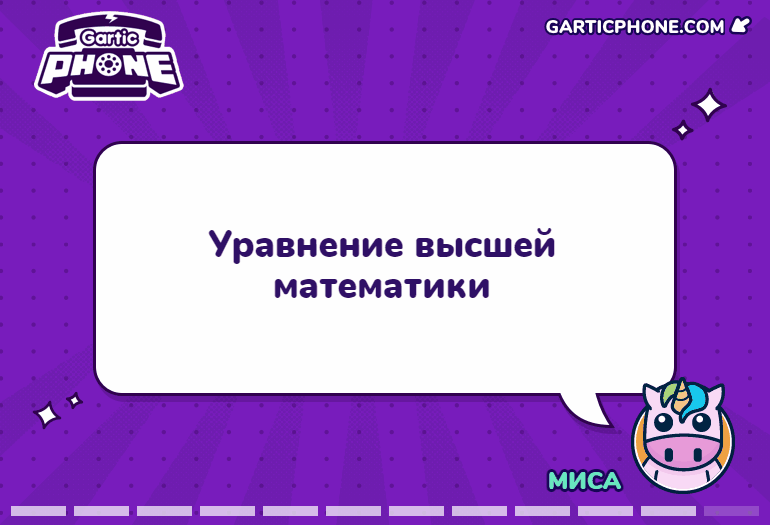 Gartic
PHONE
GARTICPHONE.COM
Уравнение высшей
математики
МИСА